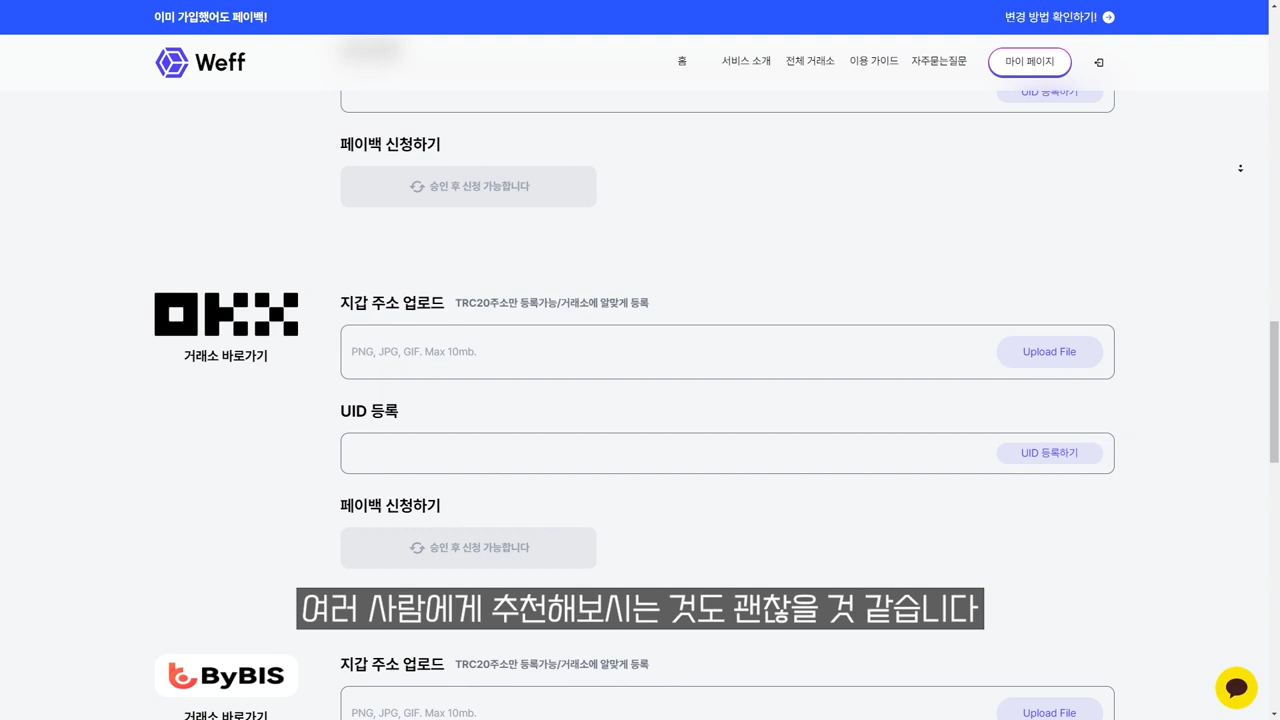 이미 가입했어도 페이백!
변경 방법 확인하기!
Weff
홈 서비스 소개 전체 거래소 이용 가이드 자주묻는질문 마이 페이지
UID 등록하기
페이백 신청하기
승인 후 신청 가능합니다
OKX
거래소 바로가기
지갑 주소 업로드 TRC20주소만 등록가능/거래소에 알맞게 등록
PNG, JPG, GIF. Max 10mb.
Upload File
UID 등록
UID 등록하기
페이백 신청하기
승인 후 신청 가능합니다
여러 사람에게 추천해보시는 것도 괜찮을 것 같습니다
ByBIS
거래소 바로가기
지갑 주소 업로드 TRC20주소만 등록가능/거래소에 알맞게 등록
PNG, JPG, GIF. Max 10mb.
Upload File